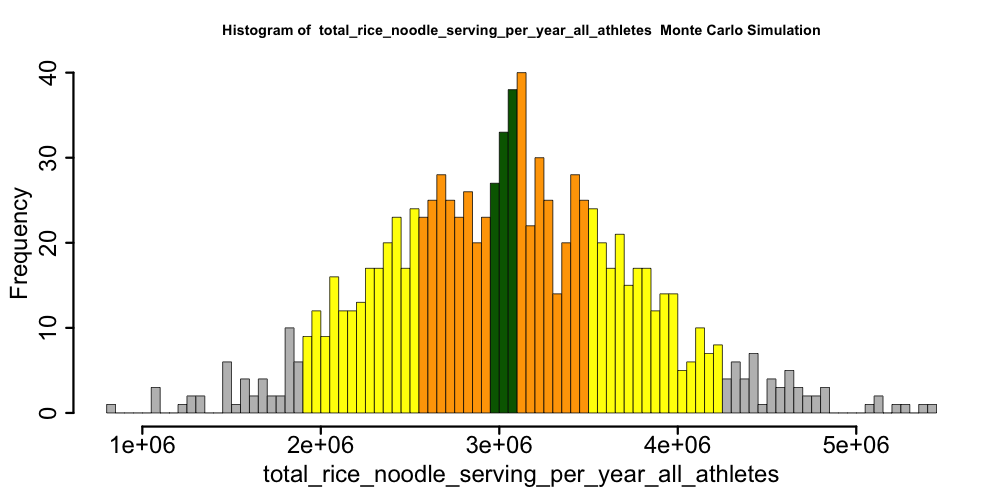 Histogram of  total_rice_noodle_serving_per_year_all_athletes  Monte Carlo Simulation
Frequency
40
30
20
10
0
1e+06 2e+06 3e+06 4e+06 5e+06
total_rice_noodle_serving_per_year_all_athletes